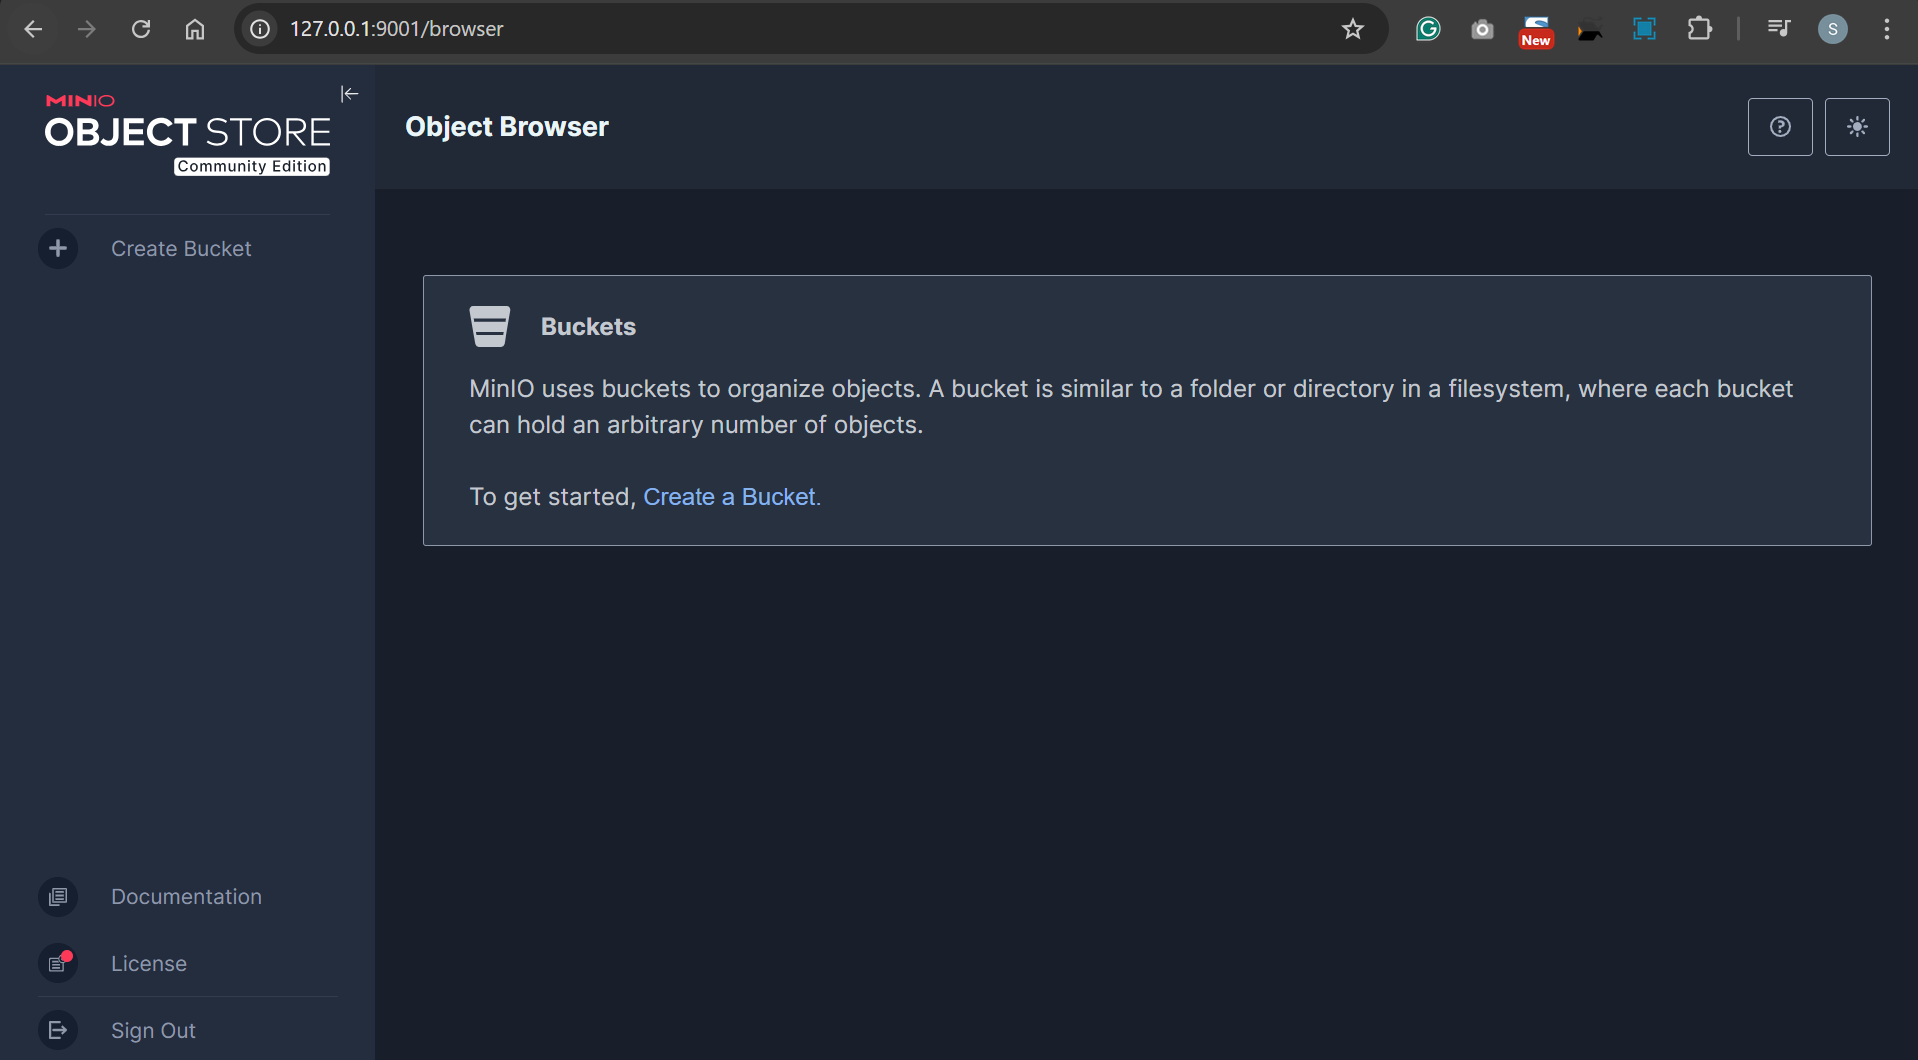 127.0.0.1:9001/browser
New
S
MINIO
OBJECT STORE
Community Edition
Create Bucket
Documentation
License
Sign Out
Object Browser
Buckets
MinIO uses buckets to organize objects. A bucket is similar to a folder or directory in a filesystem, where each bucket
can hold an arbitrary number of objects.
To get started, Create a Bucket.